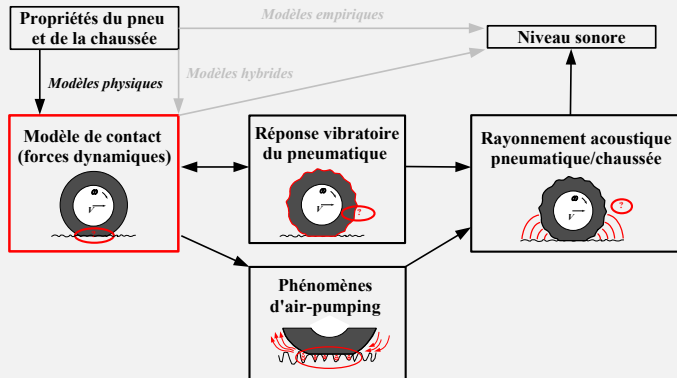 Propriétés du pneu
et de la chaussée
Modèles empiriques
Niveau sonore
Modèles physiques
Modèles hybrides
Modèle de contact
(forces dynamiques)
ω
V
Réponse vibratoire
du pneumatique
ω
V
?
Rayonnement acoustique
pneumatique/chaussée
ω
V
?
Phénomènes
d'air-pumping